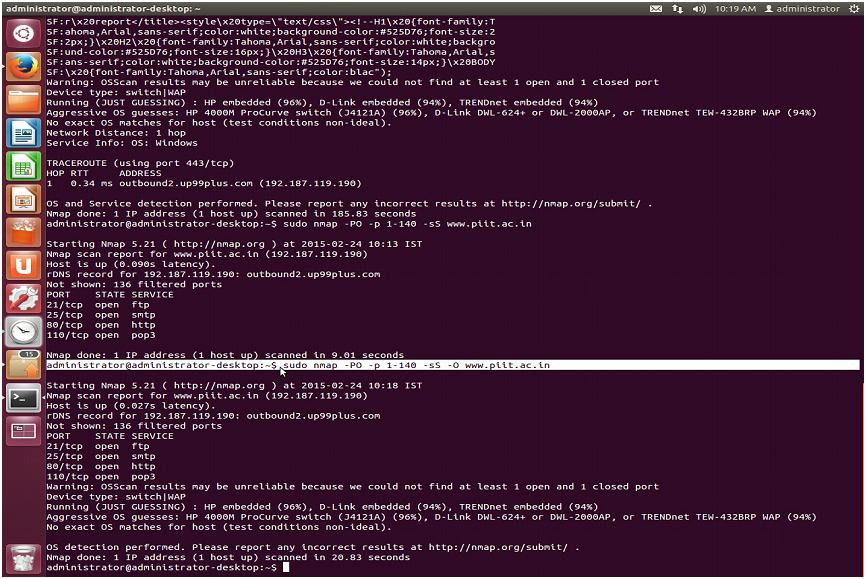 administrator@administrator-desktop: ~
10:19 AM administrator
SF:r\x20report</title><style\x20type=\"text/css\"><!--H1\x20{font-family:T
SF:ahoma,Arial,sans-serif;color:white;background-color:#525D76;font-size:2
SF:2px;}\x20H2\x20{font-family:Tahoma,Arial,sans-serif;color:white;backgro
SF:und-color:#525D76;font-size:16px;}\x20H3\x20{font-family:Tahoma,Arial,s
SF:ans-serif;color:white;background-color:#525D76;font-size:14px;}\x20BODY
SF:\x20{font-family:Tahoma,Arial,sans-serif;color:blac");
Warning: OSScan results may be unreliable because we could not find at least 1 open and 1 closed port
Device type: switch|WAP
Running (JUST GUESSING) : HP embedded (96%), D-Link embedded (94%), TRENDnet embedded (94%)
Aggressive OS guesses: HP 4000M ProCurve switch (J4121A) (96%), D-Link DWL-624+ or DWL-2000AP, or TRENDnet TEW-432BRP WAP (94%)
No exact OS matches for host (test conditions non-ideal).
Network Distance: 1 hop
Service Info: OS: Windows
TRACEROUTE (using port 443/tcp)
HOP RTT ADDRESS
1 0.34 ms outbound2.up99plus.com (192.187.119.190)
OS and Service detection performed. Please report any incorrect results at http://nmap.org/submit/ .
Nmap done: 1 IP address (1 host up) scanned in 185.83 seconds
administrator@administrator-desktop:~$ sudo nmap -PO -p 1-140 -sS www.piit.ac.in
Starting Nmap 5.21 ( http://nmap.org ) at 2015-02-24 10:13 IST
Nmap scan report for www.piit.ac.in (192.187.119.190)
Host is up (0.090s latency).
rDNS record for 192.187.119.190: outbound2.up99plus.com
Not shown: 136 filtered ports
PORT STATE SERVICE
21/tcp open ftp
25/tcp open smtp
80/tcp open http
110/tcp open pop3
Nmap done: 1 IP address (1 host up) scanned in 9.01 seconds
administrator@administrator-desktop:~$ sudo nmap -PO -p 1-140 -sS -O www.piit.ac.in
Starting Nmap 5.21 ( http://nmap.org ) at 2015-02-24 10:18 IST
Nmap scan report for www.piit.ac.in (192.187.119.190)
Host is up (0.027s latency).
rDNS record for 192.187.119.190: outbound2.up99plus.com
Not shown: 136 filtered ports
PORT STATE SERVICE
21/tcp open ftp
25/tcp open smtp
80/tcp open http
110/tcp open pop3
Warning: OSScan results may be unreliable because we could not find at least 1 open and 1 closed port
Device type: switch|WAP
Running (JUST GUESSING) : HP embedded (96%), D-Link embedded (94%), TRENDnet embedded (94%)
Aggressive OS guesses: HP 4000M ProCurve switch (J4121A) (96%), D-Link DWL-624+ or DWL-2000AP, or TRENDnet TEW-432BRP WAP (94%)
No exact OS matches for host (test conditions non-ideal).
OS detection performed. Please report any incorrect results at http://nmap.org/submit/ .
Nmap done: 1 IP address (1 host up) scanned in 20.83 seconds
administrator@administrator-desktop:~$
15